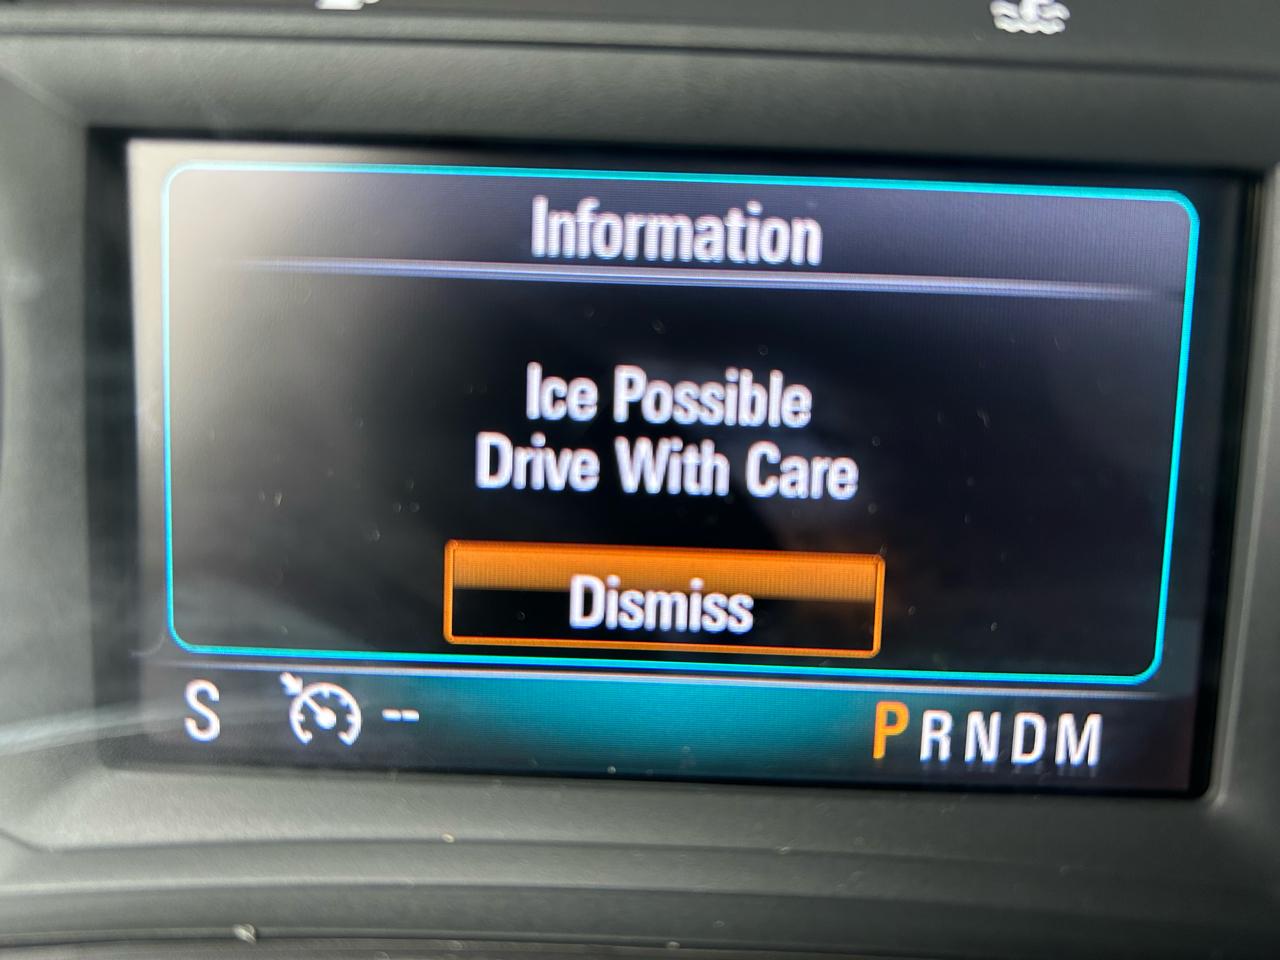 Information
Ice Possible
Drive With Care
Dismiss
S -- PRNDM